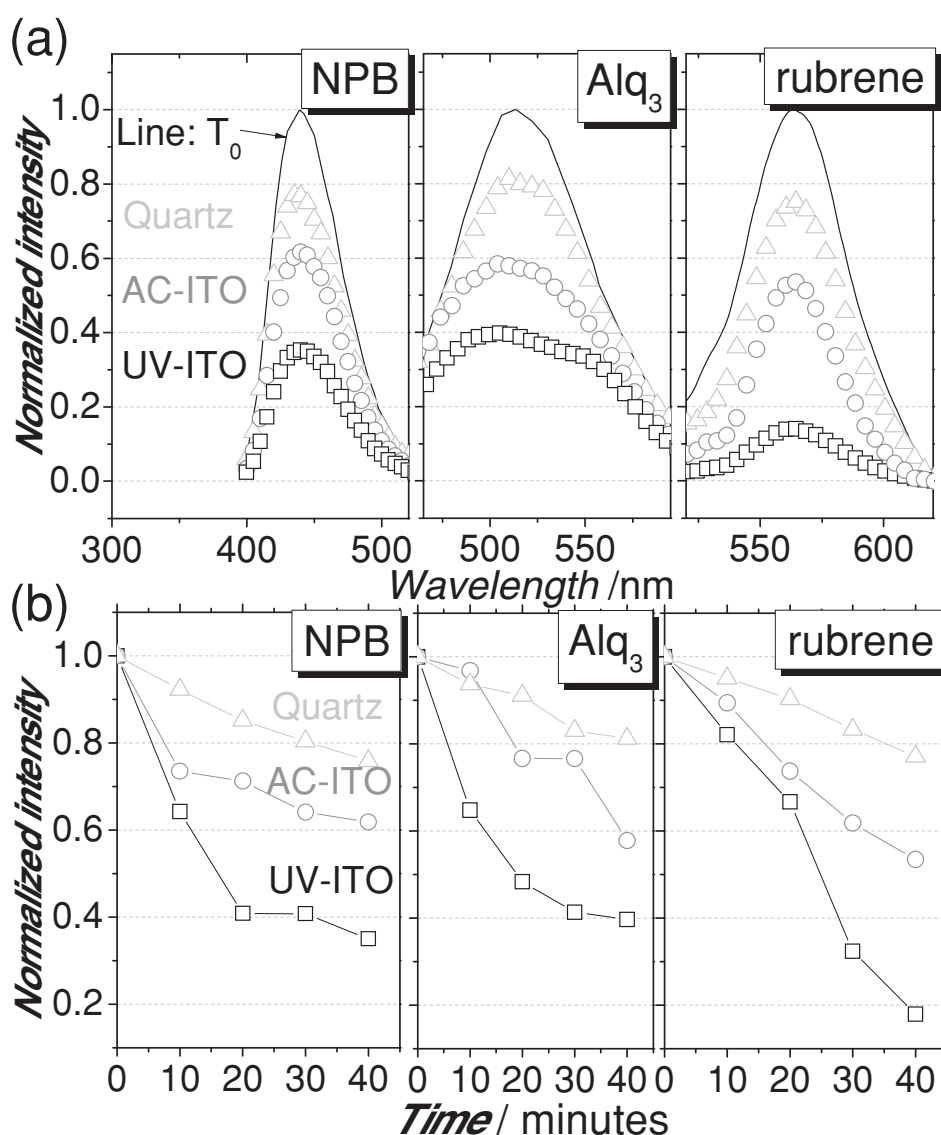 (a)
NPB
Alq3
rubrene
Normalized intensity
1.0
0.8
0.6
0.4
0.2
0.0
Line: T0
Quartz
AC-ITO
UV-ITO
300 400 500 500 550 550 600
Wavelength /nm
(b)
NPB
Alq3
rubrene
Normalized intensity
1.0
0.8
0.6
0.4
0.2
Quartz
AC-ITO
UV-ITO
0 10 20 30 40 0 10 20 30 40 0 10 20 30 40
Time / minutes